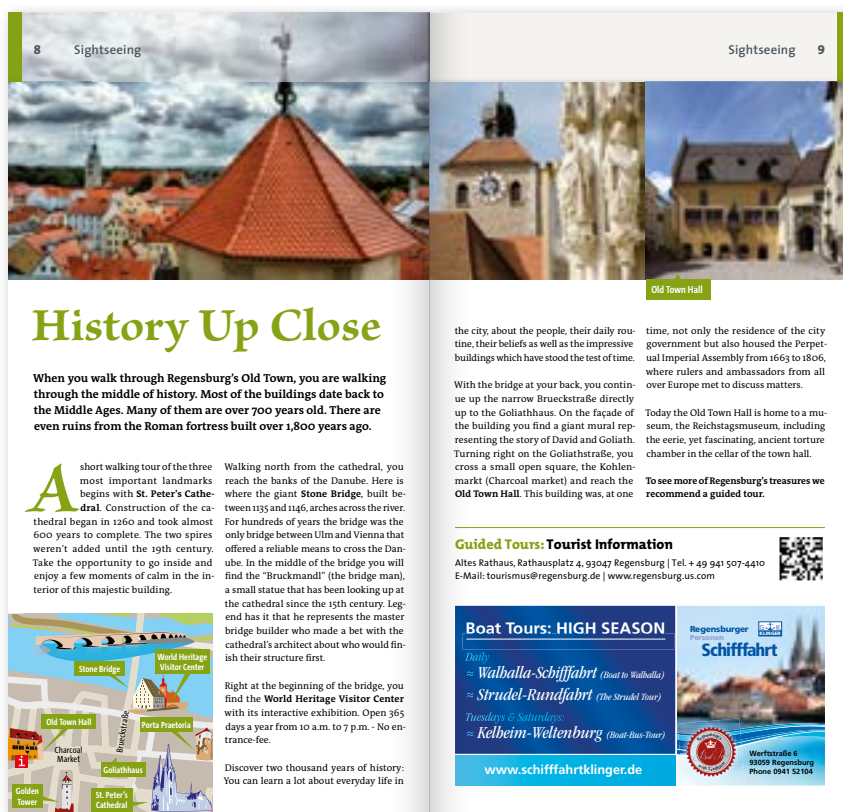 8 Sightseeing
Sightseeing 9
Old Town Hall
History Up Close
When you walk through Regensburg's Old Town, you are walking
through the middle of history. Most of the buildings date back to
the Middle Ages. Many of them are over 700 years old. There are
even ruins from the Roman fortress built over 1,800 years ago.
A short walking tour of the three
most important landmarks
begins with St. Peter's Cathe-
dral. Construction of the ca-
thedral began in 1260 and took almost
600 years to complete. The two spires
weren't added until the 19th century.
Take the opportunity to go inside and
enjoy a few moments of calm in the in-
terior of this majestic building.
Stone Bridge
World Heritage
Visitor Center
Old Town Hall
Porta Praetoria
Brueckstraße
Charcoal
Market
i
Goliathhaus
Golden
Tower
St. Peter's
Cathedral
Walking north from the cathedral, you
reach the banks of the Danube. Here is
where the giant Stone Bridge, built be-
tween 1135 and 1146, arches across the river.
For hundreds of years the bridge was the
only bridge between Ulm and Vienna that
offered a reliable means to cross the Dan-
ube. In the middle of the bridge you will
find the "Bruckmandl" (the bridge man),
a small statue that has been looking up at
the cathedral since the 15th century. Leg-
end has it that he represents the master
bridge builder who made a bet with the
cathedral's architect about who would fin-
ish their structure first.
Right at the beginning of the bridge, you
find the World Heritage Visitor Center
with its interactive exhibition. Open 365
days a year from 10 a.m. to 7 p.m. - No en-
trance-fee.
Discover two thousand years of history:
You can learn a lot about everyday life in
the city, about the people, their daily rou-
tine, their beliefs as well as the impressive
buildings which have stood the test of time.
With the bridge at your back, you contin-
ue up the narrow Brueckstraße directly
up to the Goliathhaus. On the façade of
the building you find a giant mural rep-
resenting the story of David and Goliath.
Turning right on the Goliathstraße, you
cross a small open square, the Kohlen-
markt (Charcoal market) and reach the
Old Town Hall. This building was, at one
time, not only the residence of the city
government but also housed the Perpet-
ual Imperial Assembly from 1663 to 1806,
where rulers and ambassadors from all
over Europe met to discuss matters.
Today the Old Town Hall is home to a mu-
seum, the Reichstagsmuseum, including
the eerie, yet fascinating, ancient torture
chamber in the cellar of the town hall.
To see more of Regensburg's treasures we
recommend a guided tour.
Guided Tours: Tourist Information
Altes Rathaus, Rathausplatz 4, 93047 Regensburg | Tel. + 49 941 507-4410
E-Mail: tourismus@regensburg.de | www.regensburg.us.com
Boat Tours: HIGH SEASON
Daily
≈ Walhalla-Schifffahrt (Boat to Walhalla)
≈ Strudel-Rundfahrt (The Strudel Tour)
Tuesdays & Saturdays:
≈ Kelheim-Weltenburg (Boat-Bus-Tour)
www.schifffahrtklinger.de
Regensburger
Personen
Schifffahrt
KLINGER
Werftstraße 6
93059 Regensburg
Phone 0941 52104